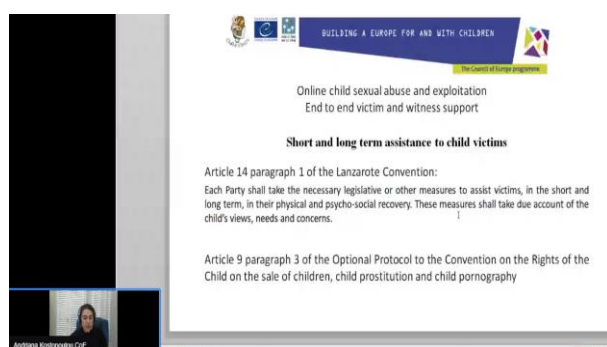 BUILDING A EUROPE FOR AND WITH CHILDREN
The Council of Europe programme
Online child sexual abuse and exploitation
End to end victim and witness support
Short and long term assistance to child victims
Article 14 paragraph 1 of the Lanzarote Convention:
Each Party shall take the necessary legislative or other measures to assist victims, in the short and
long term, in their physical and psycho-social recovery. These measures shall take due account of the
child's views, needs and concerns.
Article 9 paragraph 3 of the Optional Protocol to the Convention on the Rights of the
Child on the sale of children, child prostitution and child pornography
Andriana Kostopoulou CoE